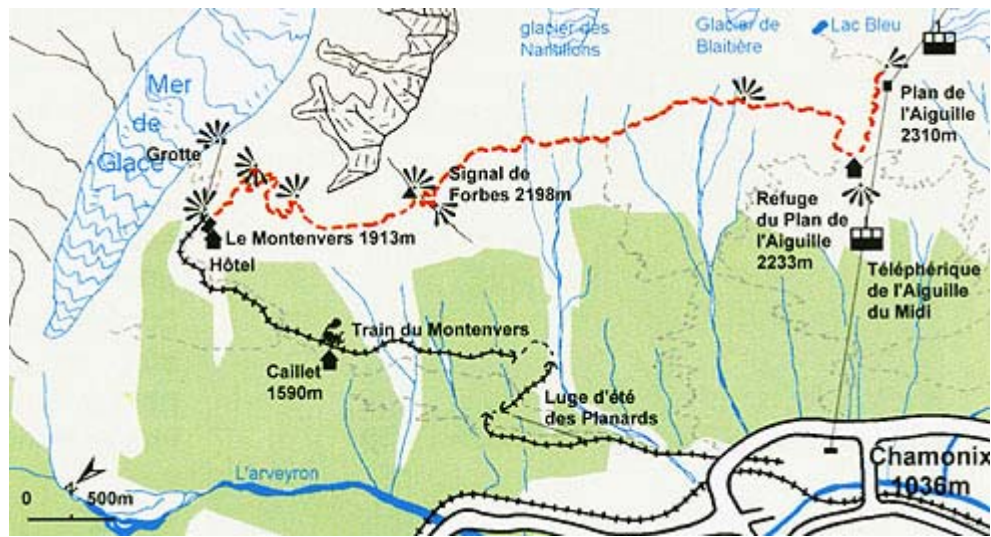 glacier des
Nantillons
Glacier de
Blaitière
Lac Bleu
Mer
de
Glace
Grotte
Plan de
l'Aiguille
2310m
Signal de
Forbes 2198m
Refuge
du Plan de
l'Aiguille
2233m
Le Montenvers 1913m
Hôtel
Téléphérique
de l'Aiguille
du Midi
Train du Montenvers
Caillet
1590m
Luge d'été
des Planards
Chamonix
1036m
L'arveyron
N
0 500m